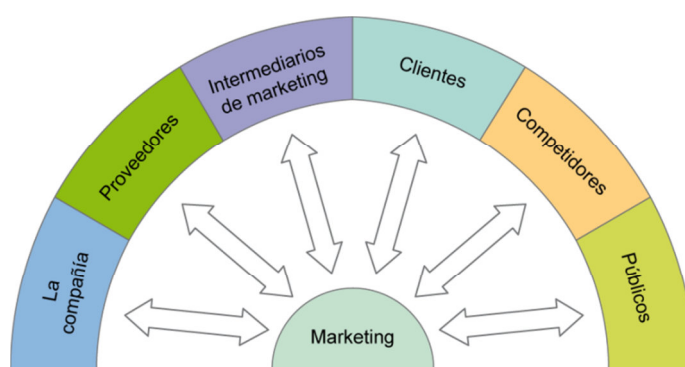 La
compañía
Proveedores
Intermediarios
de marketing
Clientes
Competidores
Públicos
Marketing